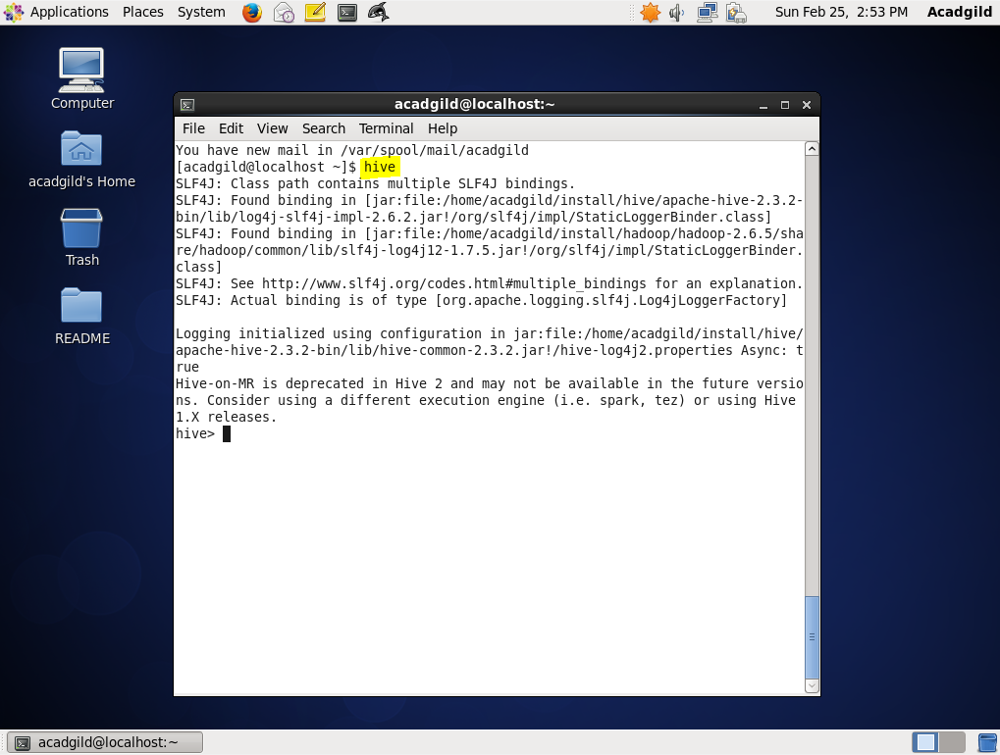 Applications Places System Sun Feb 25, 2:53 PM Acadgild
Computer
acadgild's Home
Trash
README
acadgild@localhost:~
File Edit View Search Terminal Help
You have new mail in /var/spool/mail/acadgild
[acadgild@localhost ~]$ hive
SLF4J: Class path contains multiple SLF4J bindings.
SLF4J: Found binding in [jar:file:/home/acadgild/install/hive/apache-hive-2.3.2-
bin/lib/log4j-slf4j-impl-2.6.2.jar!/org/slf4j/impl/StaticLoggerBinder.class]
SLF4J: Found binding in [jar:file:/home/acadgild/install/hadoop/hadoop-2.6.5/sha
re/hadoop/common/lib/slf4j-log4j12-1.7.5.jar!/org/slf4j/impl/StaticLoggerBinder.
class]
SLF4J: See http://www.slf4j.org/codes.html#multiple_bindings for an explanation.
SLF4J: Actual binding is of type [org.apache.logging.slf4j.Log4jLoggerFactory]
Logging initialized using configuration in jar:file:/home/acadgild/install/hive/
apache-hive-2.3.2-bin/lib/hive-common-2.3.2.jar!/hive-log4j2.properties Async: t
rue
Hive-on-MR is deprecated in Hive 2 and may not be available in the future versio
ns. Consider using a different execution engine (i.e. spark, tez) or using Hive
1.X releases.
hive>
acadgild@localhost:~